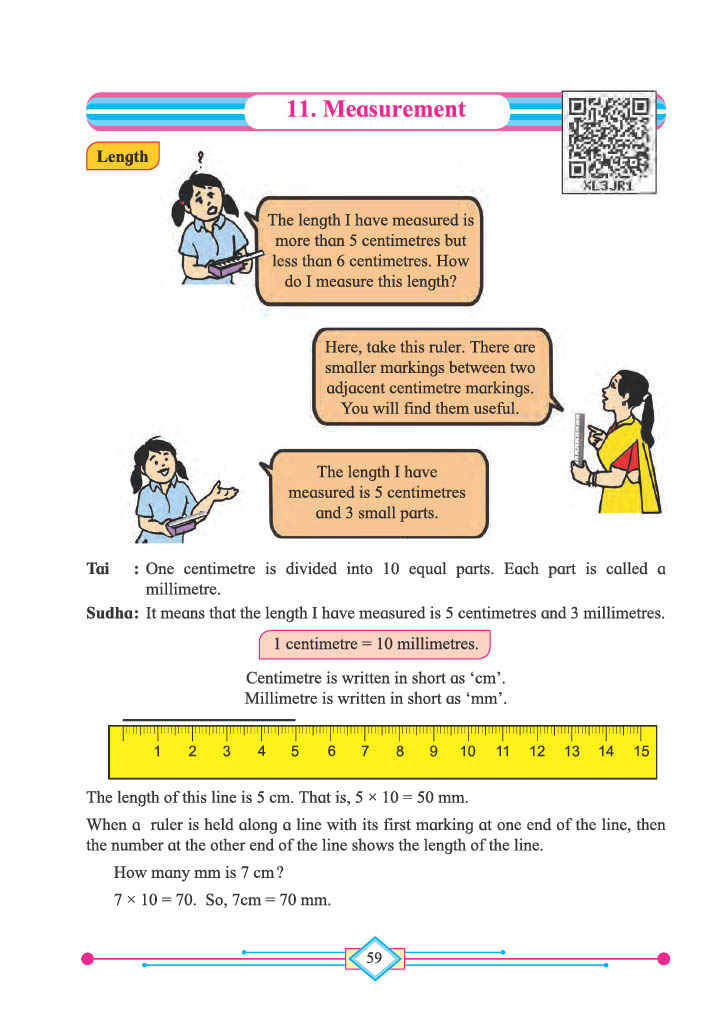 11. Measurement
XL3JR1
Length
?
The length I have measured is
more than 5 centimetres but
less than 6 centimetres. How
do I measure this length?
Here, take this ruler. There are
smaller markings between two
adjacent centimetre markings.
You will find them useful.
The length I have
measured is 5 centimetres
and 3 small parts.
Tai : One centimetre is divided into 10 equal parts. Each part is called a
millimetre.
Sudha: It means that the length I have measured is 5 centimetres and 3 millimetres.
1 centimetre = 10 millimetres.
Centimetre is written in short as ‘cm’.
Millimetre is written in short as ‘mm’.
1 2 3 4 5 6 7 8 9 10 11 12 13 14 15
The length of this line is 5 cm. That is, 5 × 10 = 50 mm.
When a ruler is held along a line with its first marking at one end of the line, then
the number at the other end of the line shows the length of the line.
How many mm is 7 cm?
7 × 10 = 70. So, 7cm = 70 mm.
59